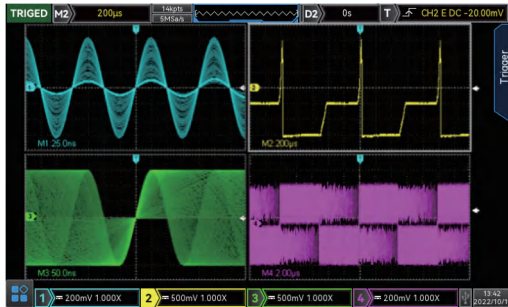 TRIGED M2 200μs 14kpts D2 0s T CH2 E DC -20.00mV
5MSa/s
Trigger
M1 25.0ns
M2 200μs
M3 50.0ns
M4 2.00μs
1 200mV 1.000X 2 500mV 1.000X 3 500mV 1.000X 4 200mV 1.000X 13:42